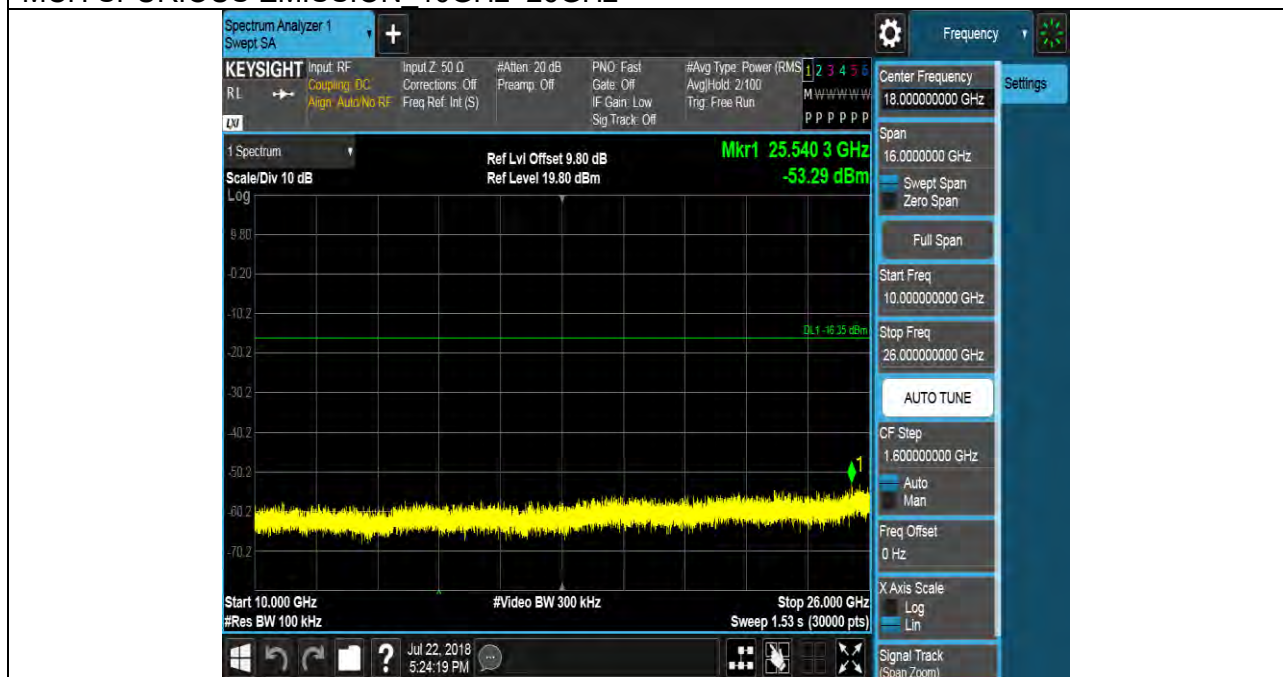 Spectrum Analyzer 1
Swept SA
+
Frequency
KEYSIGHT
RL
LXI
Input: RF
Coupling: DC
Align: Auto/No RF
Input Z: 50 Ω
Corrections: Off
Freq Ref: Int (S)
#Atten: 20 dB
Preamp: Off
PNO: Fast
Gate: Off
IF Gain: Low
Sig Track: Off
#Avg Type: Power (RMS
Avg|Hold: 2/100
Trig: Free Run
1 2 3 4 5 6
M W W W W W
P P P P P P
1 Spectrum
Scale/Div 10 dB
Log
Ref Lvl Offset 9.80 dB
Ref Level 19.80 dBm
Mkr1 25.540 3 GHz
-53.29 dBm
9.80
-0.20
-10.2
DL1 -16.35 dBm
-20.2
-30.2
-40.2
-50.2
1
-60.2
-70.2
Start 10.000 GHz
#Res BW 100 kHz
#Video BW 300 kHz
Stop 26.000 GHz
Sweep 1.53 s (30000 pts)
?
Jul 22, 2018
5:24:19 PM
Center Frequency
18.000000000 GHz
Settings
Span
16.0000000 GHz
Swept Span
Zero Span
Full Span
Start Freq
10.000000000 GHz
Stop Freq
26.000000000 GHz
AUTO TUNE
CF Step
1.600000000 GHz
Auto
Man
Freq Offset
0 Hz
X Axis Scale
Log
Lin
Signal Track
(Span Zoom)